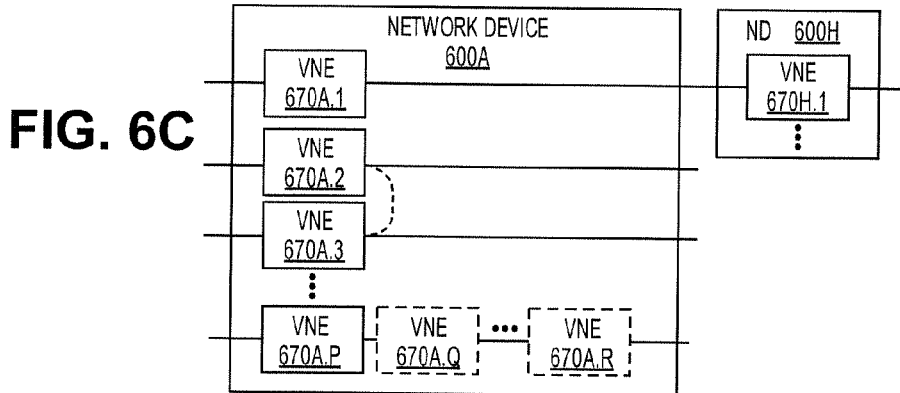 FIG. 6C
NETWORK DEVICE
600A
VNE
670A.1
VNE
670A.2
VNE
670A.3
VNE
670A.P
VNE
670A.Q
VNE
670A.R
ND 600H
VNE
670H.1